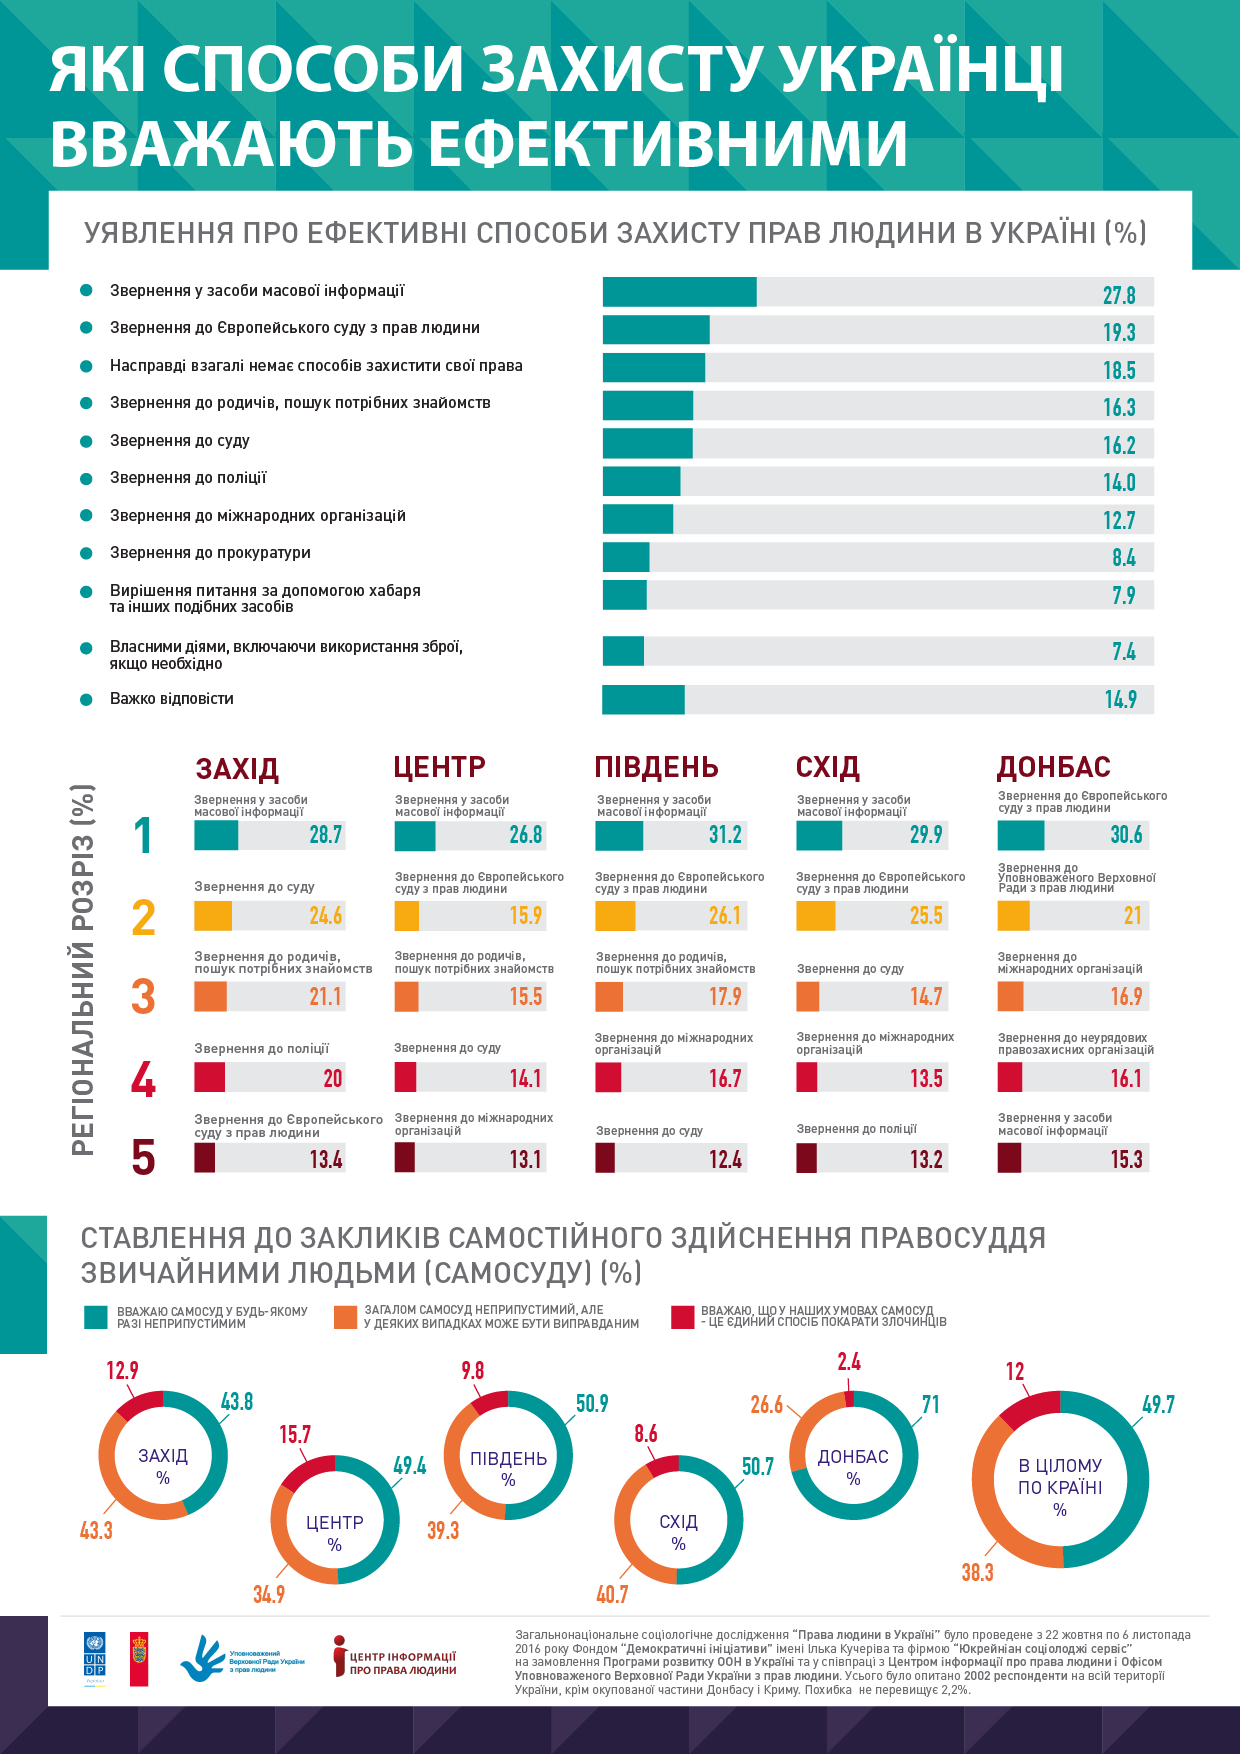 ЯКІ СПОСОБИ ЗАХИСТУ УКРАЇНЦІ
ВВАЖАЮТЬ ЕФЕКТИВНИМИ
УЯВЛЕННЯ ПРО ЕФЕКТИВНІ СПОСОБИ ЗАХИСТУ ПРАВ ЛЮДИНИ В УКРАЇНІ (%)
Звернення у засоби масової інформації 27.8
Звернення до Європейського суду з прав людини 19.3
Насправді взагалі немає способів захистити свої права 18.5
Звернення до родичів, пошук потрібних знайомств 16.3
Звернення до суду 16.2
Звернення до поліції 14.0
Звернення до міжнародних організацій 12.7
Звернення до прокуратури 8.4
Вирішення питання за допомогою хабаря
та інших подібних засобів 7.9
Власними діями, включаючи використання зброї,
якщо необхідно 7.4
Важко відповісти 14.9
РЕГІОНАЛЬНИЙ РОЗРІЗ (%)
ЗАХІД ЦЕНТР ПІВДЕНЬ СХІД ДОНБАС
1
Звернення у засоби
масової інформації
28.7
Звернення у засоби
масової інформації
26.8
Звернення у засоби
масової інформації
31.2
Звернення у засоби
масової інформації
29.9
Звернення до Європейського
суду з прав людини
30.6
2
Звернення до суду
24.6
Звернення до Європейського
суду з прав людини
15.9
Звернення до Європейського
суду з прав людини
26.1
Звернення до Європейського
суду з прав людини
25.5
Звернення до
Уповноваженого Верховної
Ради з прав людини
21
3
Звернення до родичів,
пошук потрібних знайомств
21.1
Звернення до родичів,
пошук потрібних знайомств
15.5
Звернення до родичів,
пошук потрібних знайомств
17.9
Звернення до суду
14.7
Звернення до
міжнародних організацій
16.9
4
Звернення до поліції
20
Звернення до суду
14.1
Звернення до міжнародних
організацій
16.7
Звернення до міжнародних
організацій
13.5
Звернення до неурядових
правозахисних організацій
16.1
5
Звернення до Європейського
суду з прав людини
13.4
Звернення до міжнародних
організацій
13.1
Звернення до суду
12.4
Звернення до поліції
13.2
Звернення у засоби
масової інформації
15.3
СТАВЛЕННЯ ДО ЗАКЛИКІВ САМОСТІЙНОГО ЗДІЙСНЕННЯ ПРАВОСУДДЯ
ЗВИЧАЙНИМИ ЛЮДЬМИ (САМОСУДУ) (%)
ВВАЖАЮ САМОСУД У БУДЬ-ЯКОМУ
РАЗІ НЕПРИПУСТИМИМ
ЗАГАЛОМ САМОСУД НЕПРИПУСТИМИЙ, АЛЕ
У ДЕЯКИХ ВИПАДКАХ МОЖЕ БУТИ ВИПРАВДАНИМ
ВВАЖАЮ, ЩО У НАШИХ УМОВАХ САМОСУД
- ЦЕ ЄДИНИЙ СПОСІБ ПОКАРАТИ ЗЛОЧИНЦІВ
12.9
43.8
ЗАХІД
%
43.3
15.7
49.4
ЦЕНТР
%
34.9
9.8
50.9
ПІВДЕНЬ
%
39.3
8.6
50.7
СХІД
%
40.7
2.4
26.6
71
ДОНБАС
%
12
49.7
В ЦІЛОМУ
ПО КРАЇНІ
%
38.3
UN
DP
Уповноважений
Верховної Ради України
з прав людини
ЦЕНТР ІНФОРМАЦІЇ
ПРО ПРАВА ЛЮДИНИ
Загальнонаціональне соціологічне дослідження “Права людини в Україні” було проведене з 22 жовтня по 6 листопада
2016 року Фондом “Демократичні ініціативи” імені Ілька Кучеріва та фірмою “Юкрейніан соціолоджі сервіс”
на замовлення Програми розвитку ООН в Україні та у співпраці з Центром інформації про права людини і Офісом
Уповноваженого Верховної Ради України з прав людини. Усього було опитано 2002 респонденти на всій території
України, крім окупованої частини Донбасу і Криму. Похибка не перевищує 2,2%.